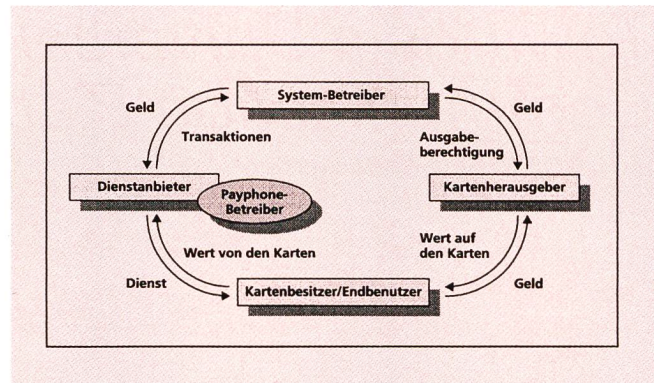 System-Betreiber
Geld
Geld
Transaktionen
Ausgabe-
berechtigung
Dienstanbieter
Payphone-
Betreiber
Kartenherausgeber
Wert von den Karten
Wert auf
den Karten
Dienst
Kartenbesitzer/Endbenutzer
Geld